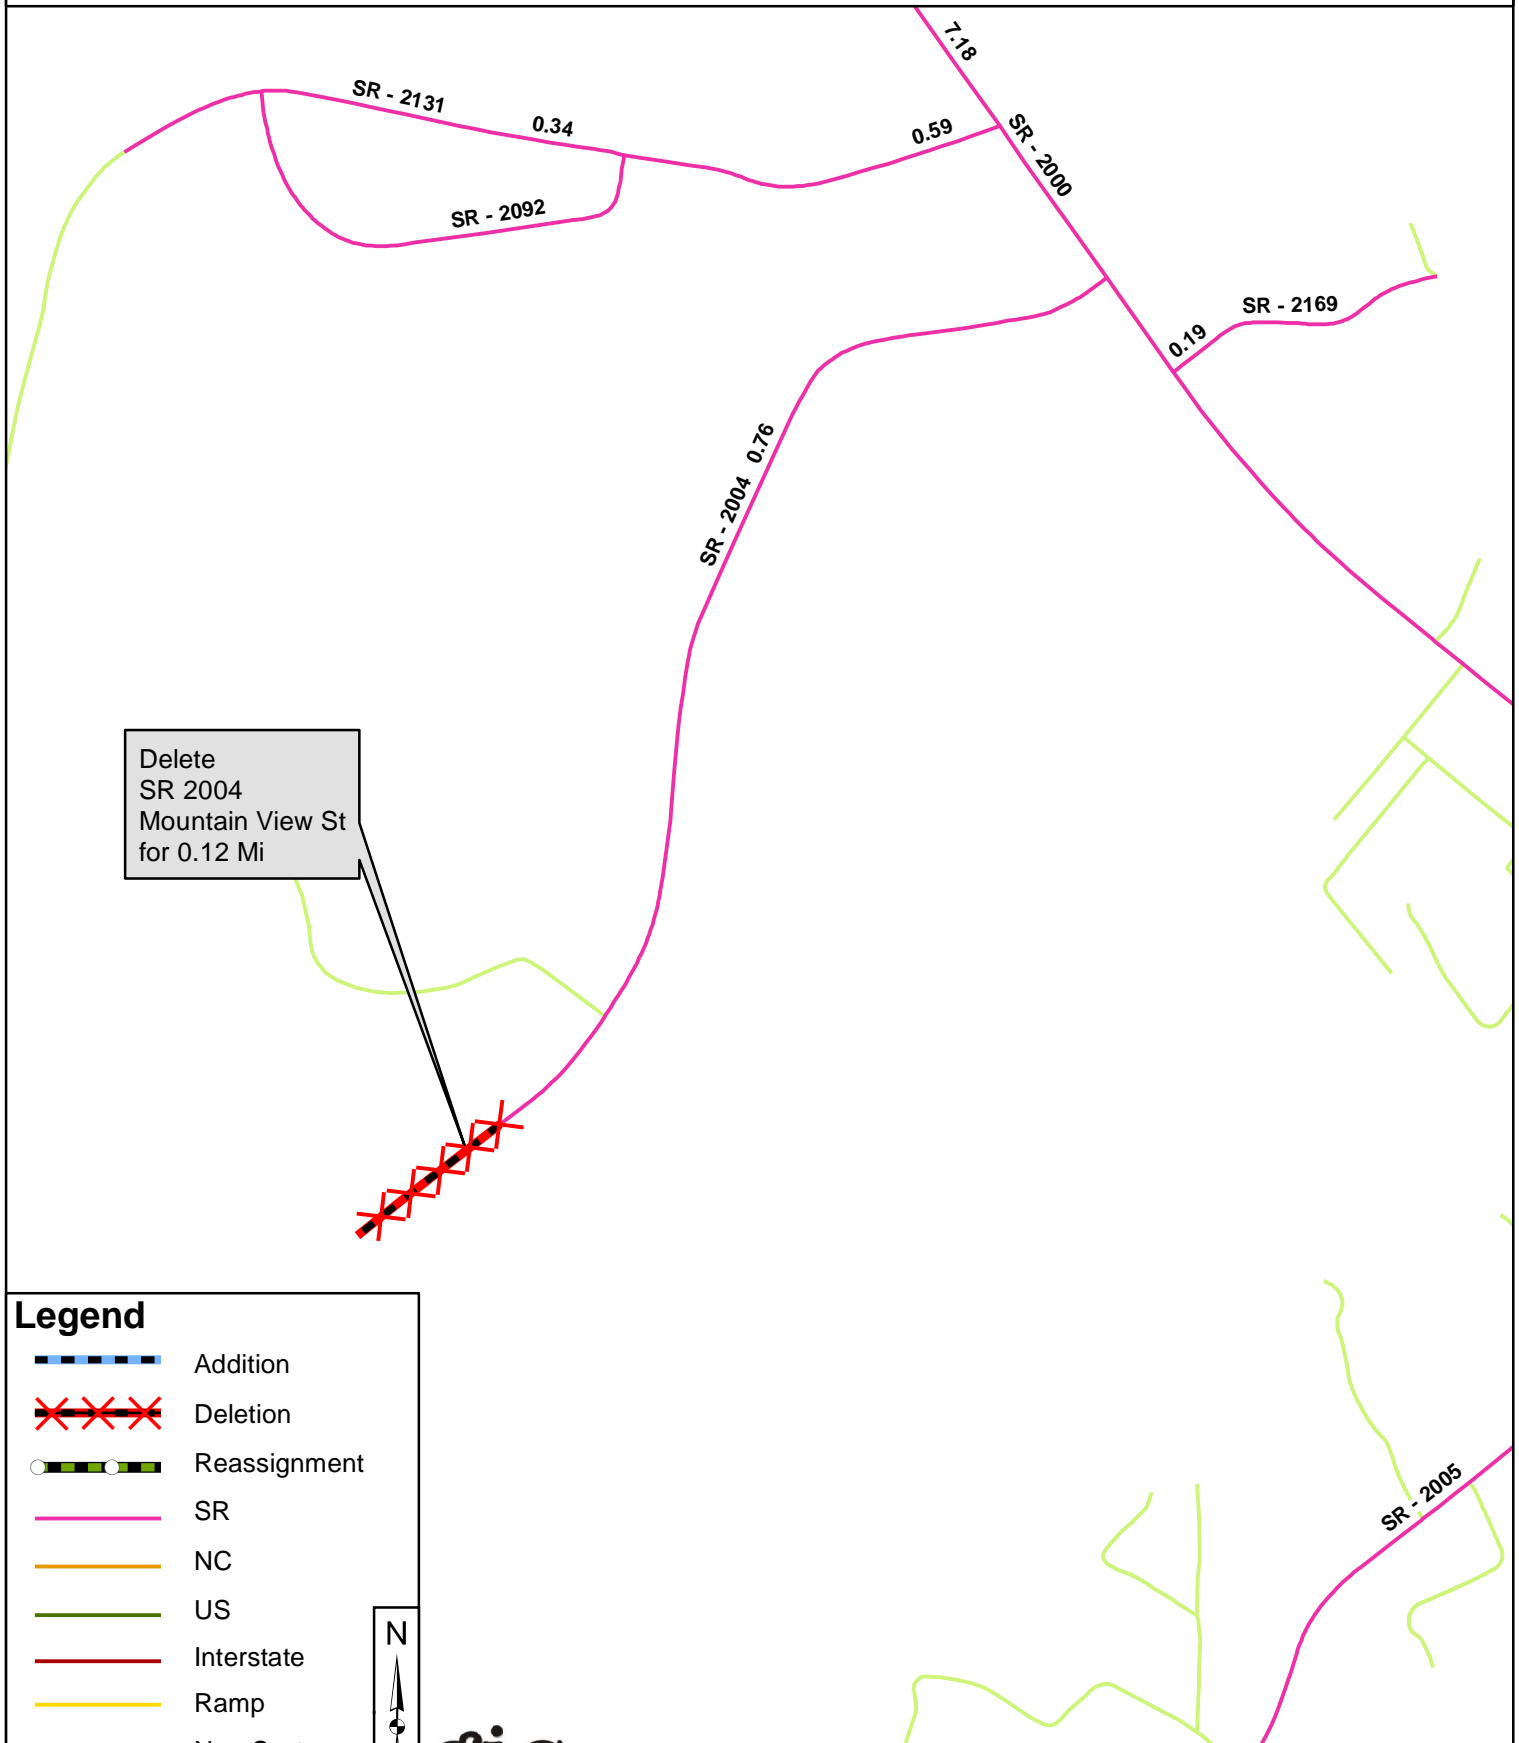 7.18
SR - 2131
0.34
0.59
SR - 2000
SR - 2092
SR - 2169
0.19
SR - 2004 0.76
Delete
SR 2004
Mountain View St
for 0.12 Mi
Legend
Addition
Deletion
Reassignment
SR
NC
US
Interstate
Ramp
N
SR - 2005